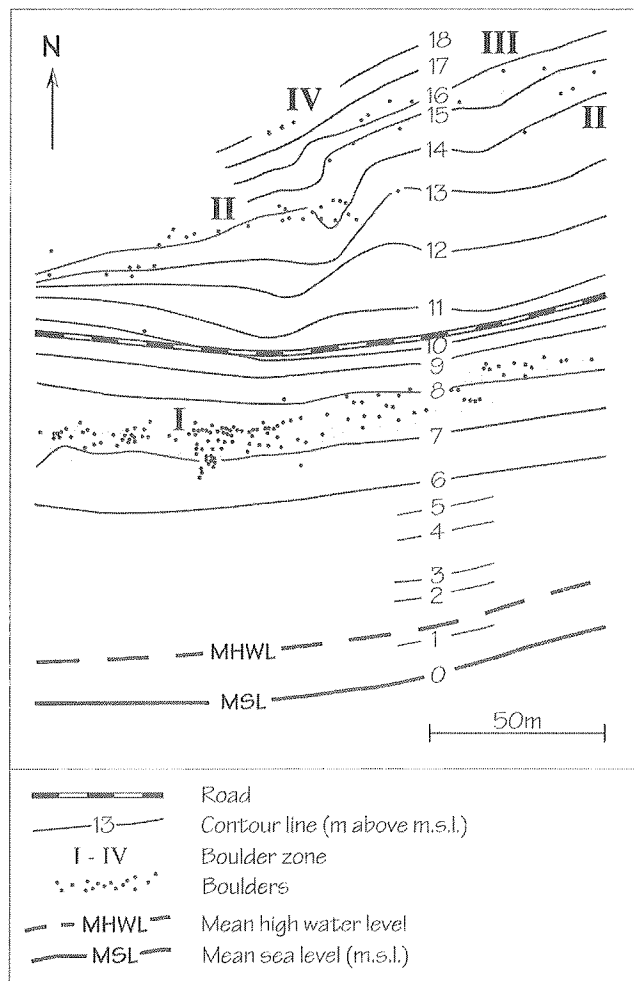 N
18
III
17
IV
16
15
II
14
II
13
12
11
10
9
8
I
7
6
5
4
3
2
MHWL
1
0
MSL
50m
Road
13
Contour line (m above m.s.l.)
I - IV
Boulder zone
Boulders
MHWL
Mean high water level
MSL
Mean sea level (m.s.l.)